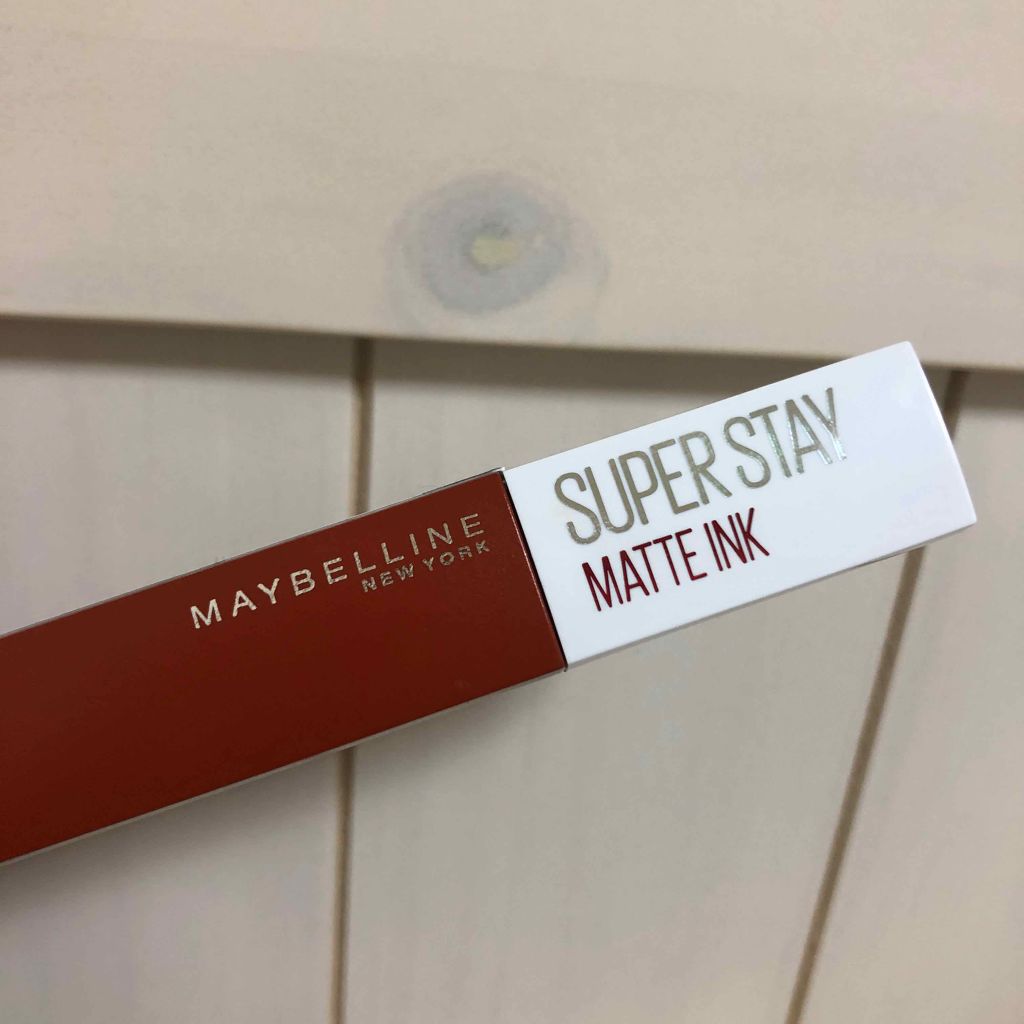 MAYBELLINE
NEW YORK
SUPER STAY
MATTE INK